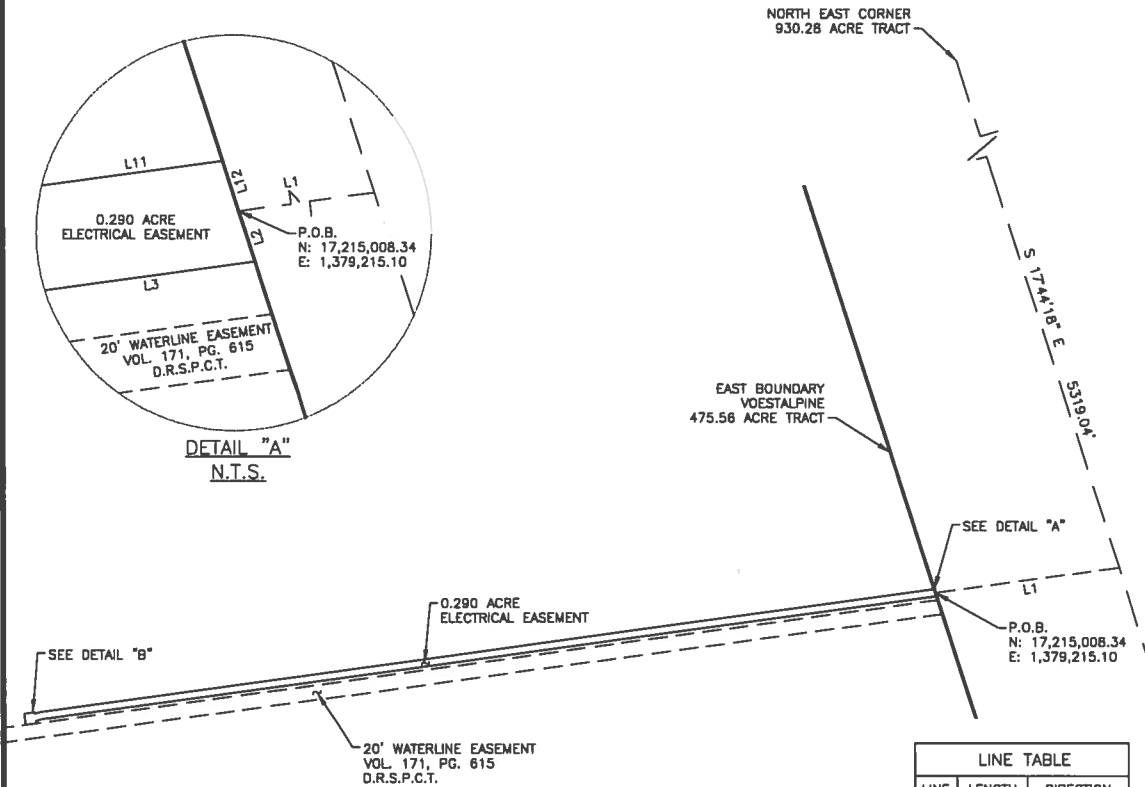 NORTH EAST CORNER
930.28 ACRE TRACT
L11
L12
L1
0.290 ACRE
ELECTRICAL EASEMENT
L2
P.O.B.
N: 17,215,008.34
E: 1,379,215.10
L3
20' WATERLINE EASEMENT
VOL. 171, PG. 615
D.R.S.P.C.T.
DETAIL "A"
N.T.S.
S 17°44'18" E
5319.04'
EAST BOUNDARY
VOESTALPINE
475.56 ACRE TRACT
SEE DETAIL "A"
L1
0.290 ACRE
ELECTRICAL EASEMENT
P.O.B.
N: 17,215,008.34
E: 1,379,215.10
SEE DETAIL "B"
20' WATERLINE EASEMENT
VOL. 171, PG. 615
D.R.S.P.C.T.
LINE TABLE
LINE LENGTH DIRECTION